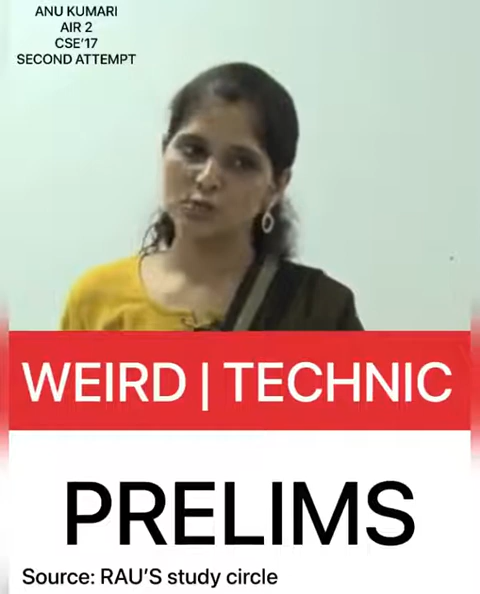 ANU KUMARI
AIR 2
CSE'17
SECOND ATTEMPT
WEIRD | TECHNIC
PRELIMS
Source: RAU'S study circle